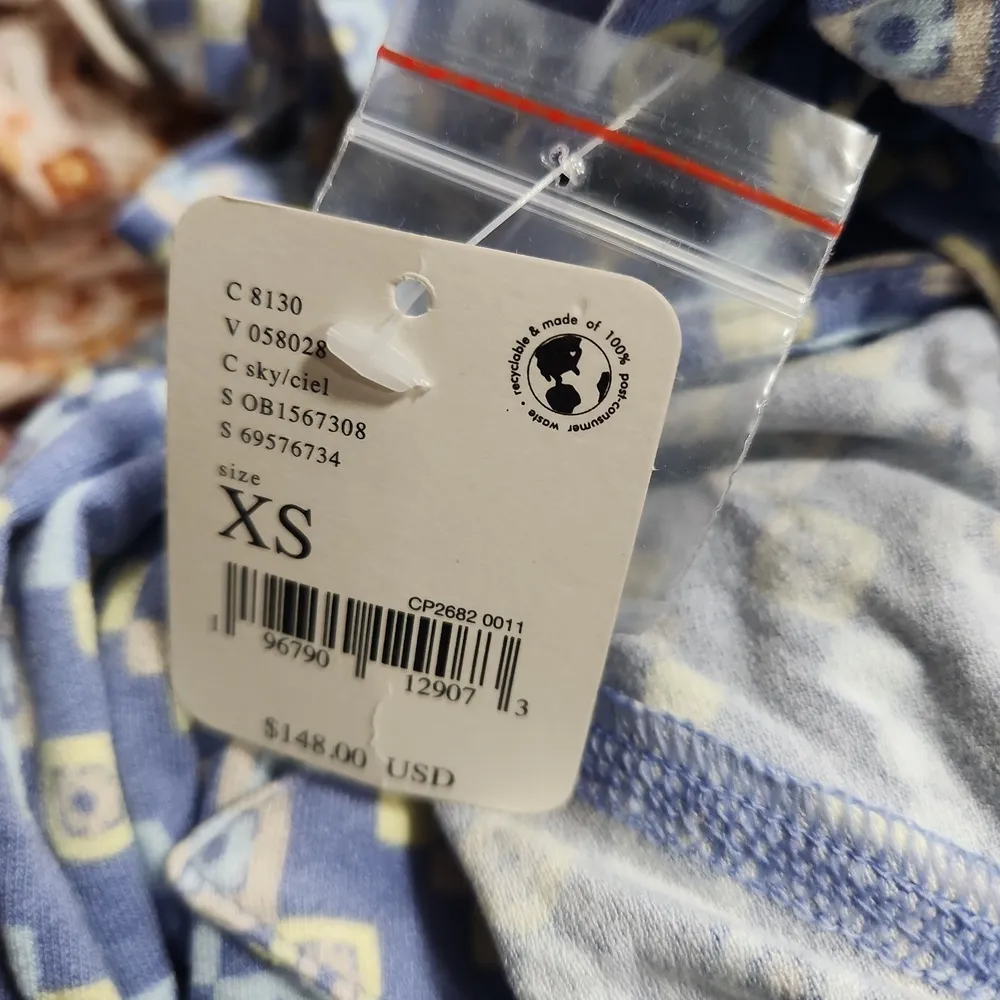 C 8130
V 058028
C sky/ciel
S OB1567308
S 69576734
size
XS
recyclable & made of 100% post-consumer waste •
CP2682 0011
1 96790 12907 3
$148.00 USD